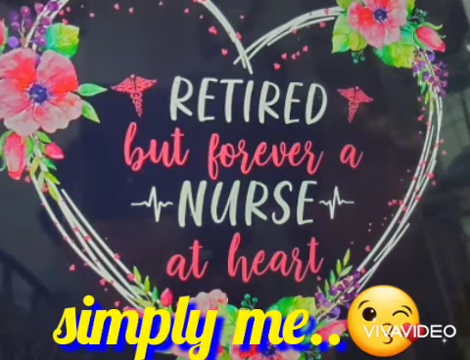 RETIRED
but forever a
NURSE
at heart
simply me..
VIVAVIDEO